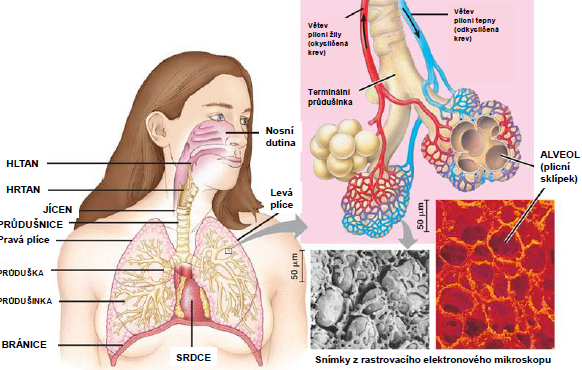 Větev
plicní žíly
(okysličená
krev)
Větev
plicní tepny
(odkysličená
krev)
Terminální
průdušinka
Nosní
dutina
HLTAN
HRTAN
JÍCEN
PRŮDUŠNICE
Pravá plíce
PRŮDUŠKA
PRŮDUŠINKA
BRÁNICE
Levá
plíce
SRDCE
ALVEOL
(plicní
sklípek)
50 µm
50 µm
Snímky z rastrovacího elektronového mikroskopu